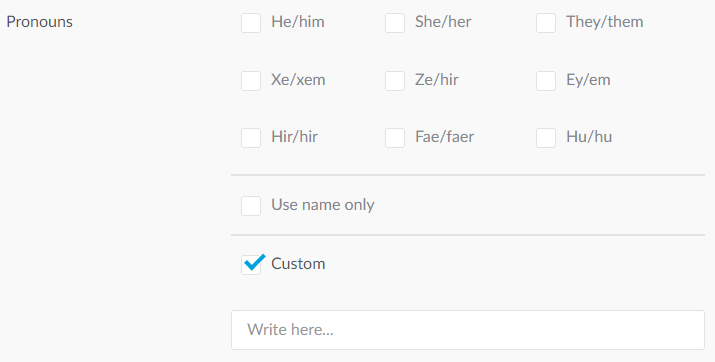 Pronouns
He/him She/her They/them
Xe/xem Ze/hir Ey/em
Hir/hir Fae/faer Hu/hu
Use name only
Custom
Write here...